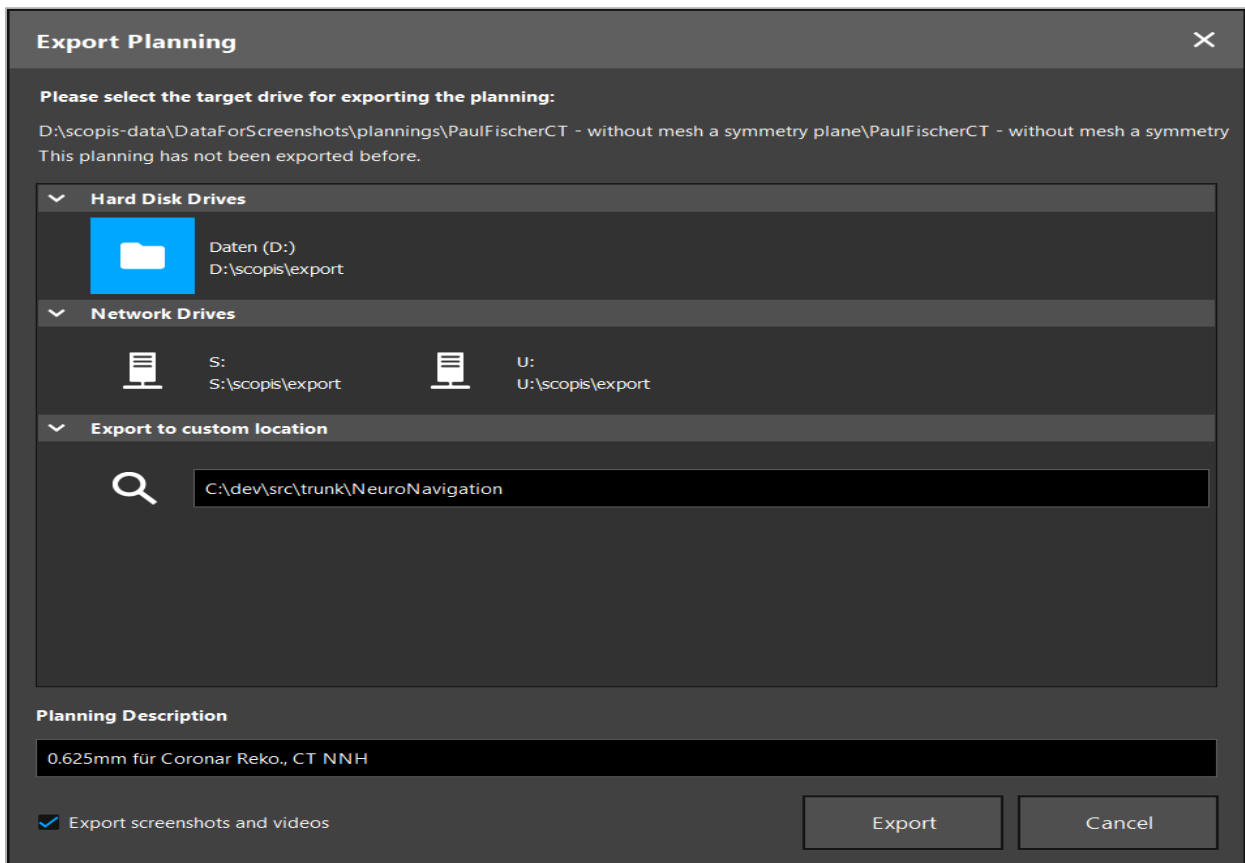 Export Planning
Please select the target drive for exporting the planning:
D:\scopis-data\DataForScreenshots\plannings\PaulFischerCT - without mesh a symmetry plane\PaulFischerCT - without mesh a symmetry
This planning has not been exported before.
Hard Disk Drives
Daten (D:)
D:\scopis\export
Network Drives
S:
S:\scopis\export
U:
U:\scopis\export
Export to custom location
C:\dev\src\trunk\NeuroNavigation
Planning Description
0.625mm für Coronar Reko., CT NNH
Export screenshots and videos
Export
Cancel